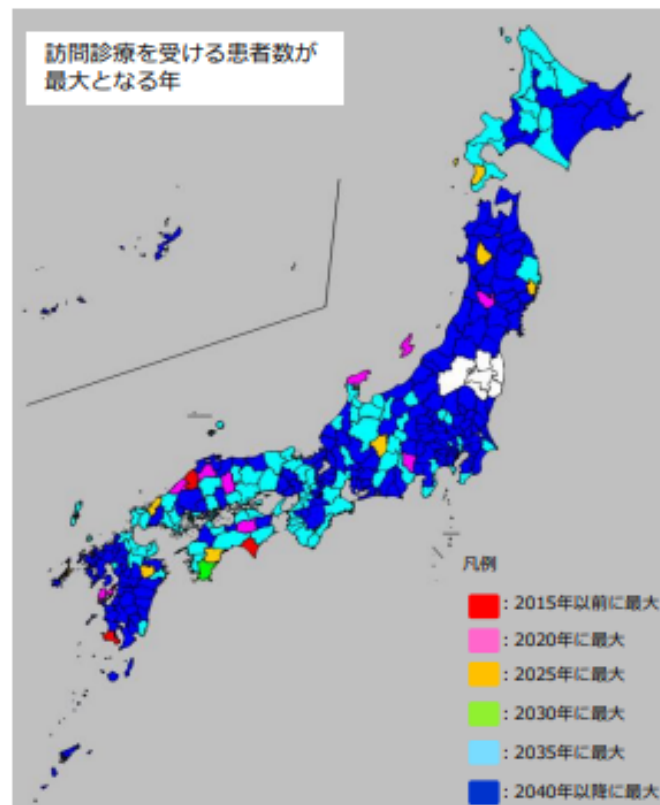 訪問診療を受ける患者数が
最大となる年
凡例
: 2015年以前に最大
: 2020年に最大
: 2025年に最大
: 2030年に最大
: 2035年に最大
: 2040年以降に最大